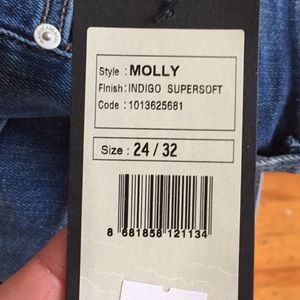 Style : MOLLY
Finish : INDIGO SUPERSOFT
Code : 1013625681
Size : 24 / 32
8 681858 121134